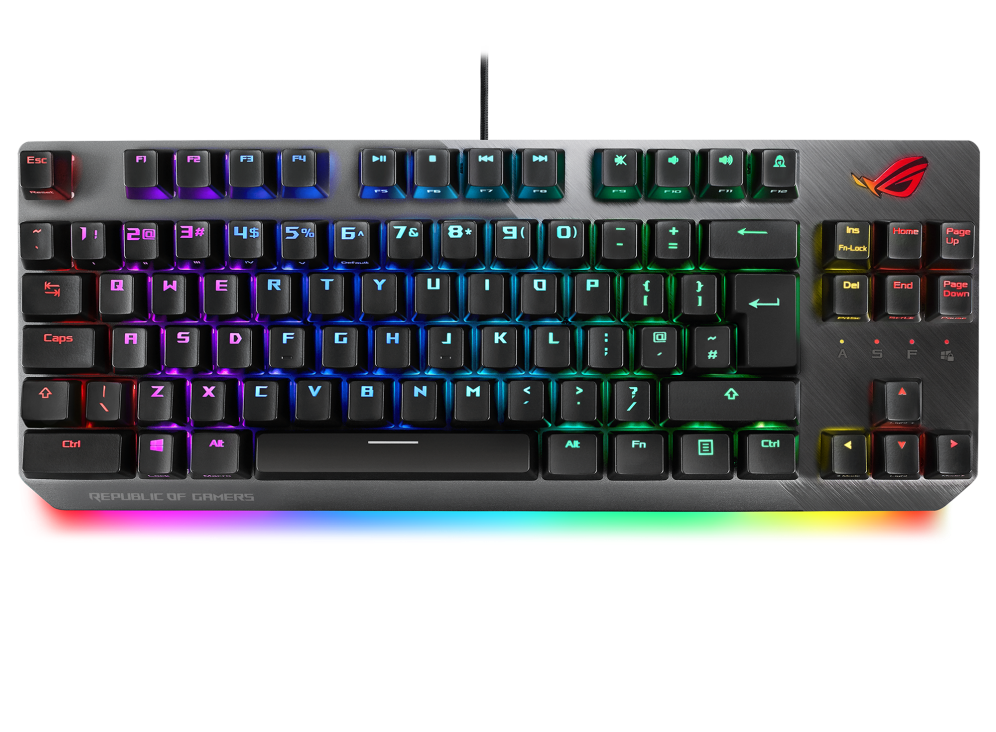 Esc F1 F2 F3 F4 F5 F6 F7 F8 F9 F10 F11 F12
~ 1! 2@ 3# 4$ 5% 6^ 7& 8* 9( 0) - - + = Ins Fn-Lock Home Page Up
Default
Q W E R T Y U I O P { [ } ] Del End Page Down
Caps A S D F G H J K L : ; @ ' ~ # A S F
| \ Z X C V B N M < , > . ? /
Ctrl Alt Alt Fn Ctrl
REPUBLIC OF GAMERS